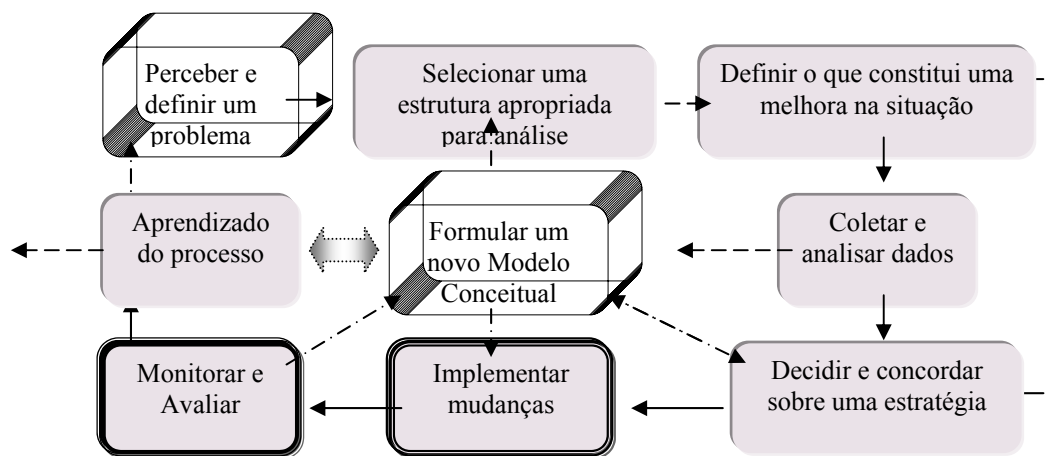 Perceber e
definir um
problema
Selecionar uma
estrutura apropriada
para análise
Definir o que constitui uma
melhora na situação
Aprendizado
do processo
Formular um
novo Modelo
Conceitual
Coletar e
analisar dados
Monitorar e
Avaliar
Implementar
mudanças
Decidir e concordar
sobre uma estratégia